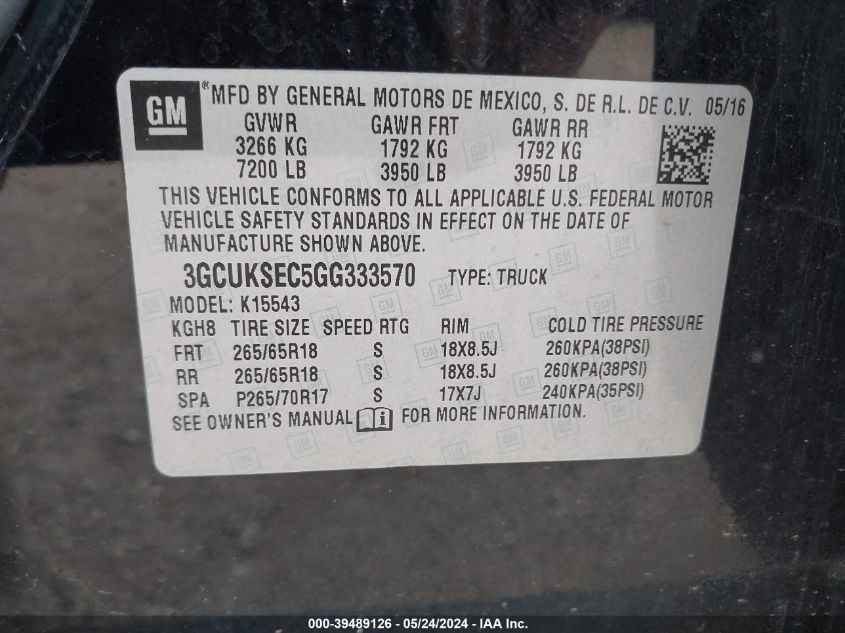 GM ® MFD BY GENERAL MOTORS DE MEXICO, S. DE R.L. DE C.V. 05/16
GVWR GAWR FRT GAWR RR
3266 KG 1792 KG 1792 KG
7200 LB 3950 LB 3950 LB
THIS VEHICLE CONFORMS TO ALL APPLICABLE U.S. FEDERAL MOTOR
VEHICLE SAFETY STANDARDS IN EFFECT ON THE DATE OF
MANUFACTURE SHOWN ABOVE.
3GCUKSEC5GG333570 TYPE: TRUCK
MODEL: K15543
KGH8 TIRE SIZE SPEED RTG RIM COLD TIRE PRESSURE
FRT 265/65R18 S 18X8.5J 260KPA(38PSI)
RR 265/65R18 S 18X8.5J 260KPA(38PSI)
SPA P265/70R17 S 17X7J 240KPA(35PSI)
SEE OWNER'S MANUAL i FOR MORE INFORMATION.
000-39489126 - 05/24/2024 - IAA Inc.